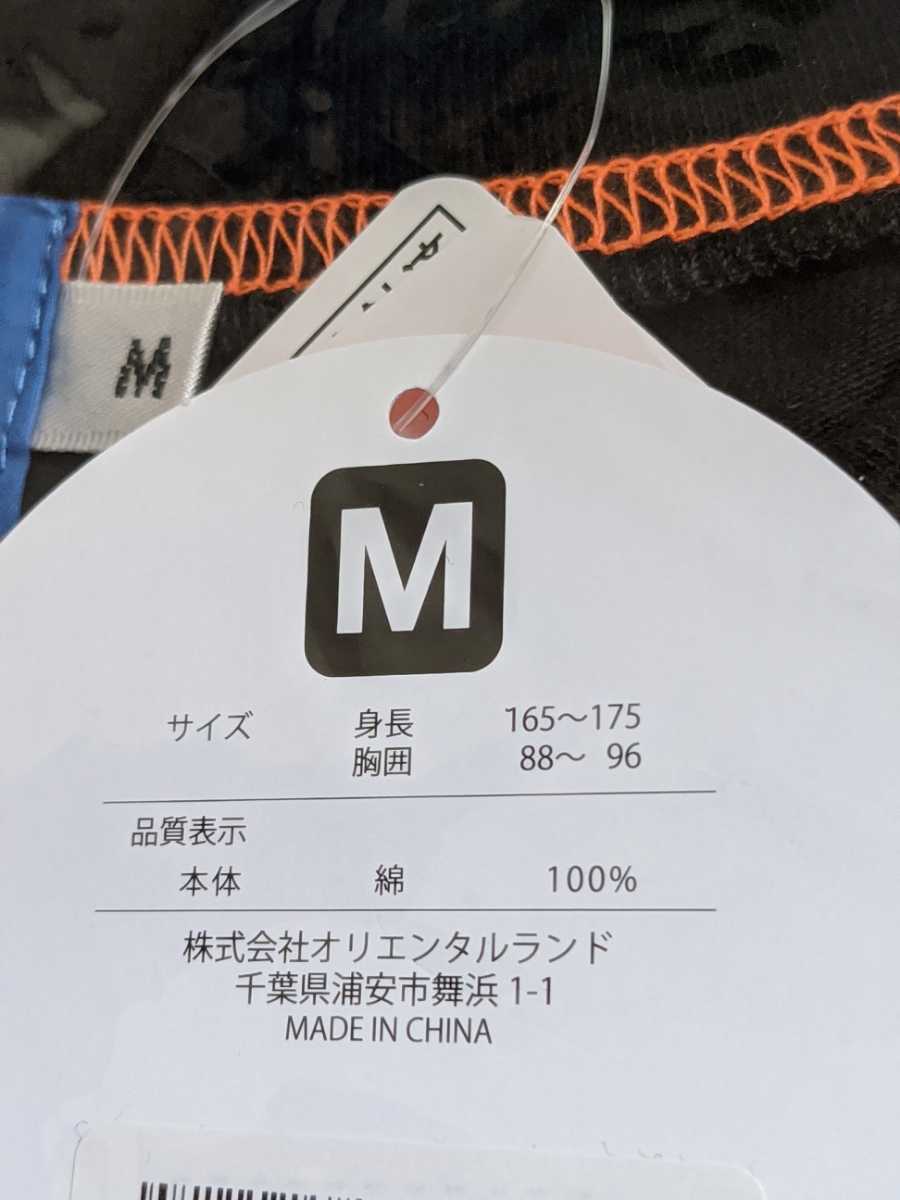 M
M
サイズ 身長 165～175
胸囲 88～ 96
品質表示
本体 綿 100%
株式会社オリエンタルランド
千葉県浦安市舞浜 1-1
MADE IN CHINA